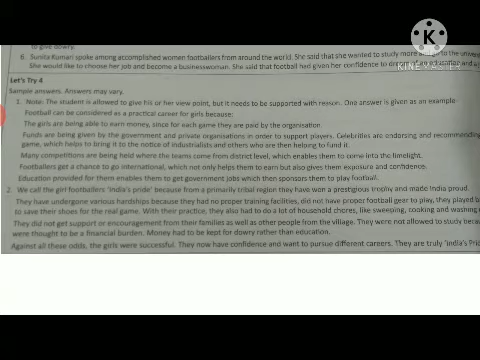 to give dowry.
6. Sunita Kumari spoke among accomplished women footballers from around the world. She said that she wanted to study more and go to the
She would like to choose her job and become a businesswoman. She said that football had given her confidence to of an education and
KINEMASTER
Let's Try 4
Sample answers. Answers may vary.
1. Note: The student is allowed to give his or her view point, but it needs to be supported with reason. One answer is given as an example-
Football can be considered as a practical career for girls because:
The girls are being able to earn money, since for each game they are paid by the organisation
Funds are being given by the government and private organisations in order to support players. Celebrities are endorsing and recommending
game, which helps to bring it to the notice of industrialists and others who are then helping to fund it.
Many competitions are being held where the teams come from district level, which enables them to come into the limelight.
Footballers get a chance to go international, which not only helps them to earn but also gives them exposure and confidence.
Education provided for them enables them to get government jobs which then sponsors them to play football.
2. We call the girl footballers 'India's pride' because from a primarily tribal region they have won a prestigious trophy and made India proud.
They have undergone various hardships because they had no proper training facilities, did not have proper football gear to play, they played
to save their shoes for the real game. With their practice, they also had to do a lot of household chores, like sweeping, cooking and washing
They did not get support or encouragement from their families as well as other people from the village. They were not allowed to study
were thought to be a financial burden. Money had to be kept for dowry rather than education.
Against all these odds, the girls were successful. They now have confidence and want to pursue different careers. They are truly 'India's